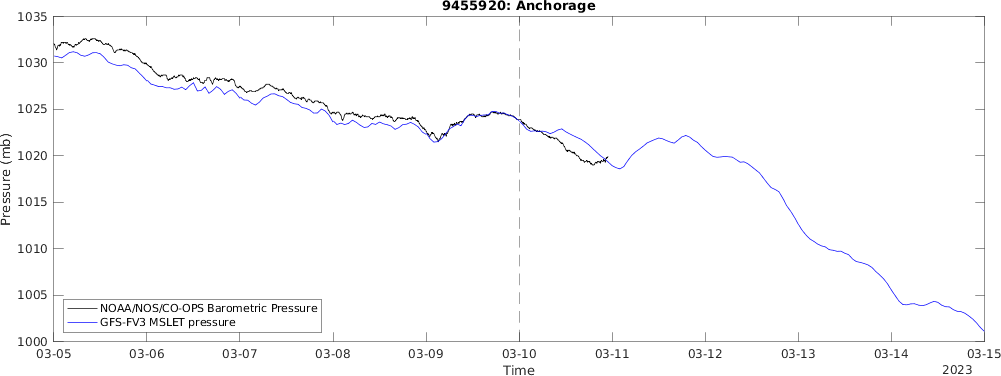 9455920: Anchorage
1035
1030
1025
1020
1015
1010
1005
1000
Pressure (mb)
NOAA/NOS/CO-OPS Barometric Pressure
GFS-FV3 MSLET pressure
03-05 03-06 03-07 03-08 03-09 03-10 03-11 03-12 03-13 03-14 03-15
Time
2023